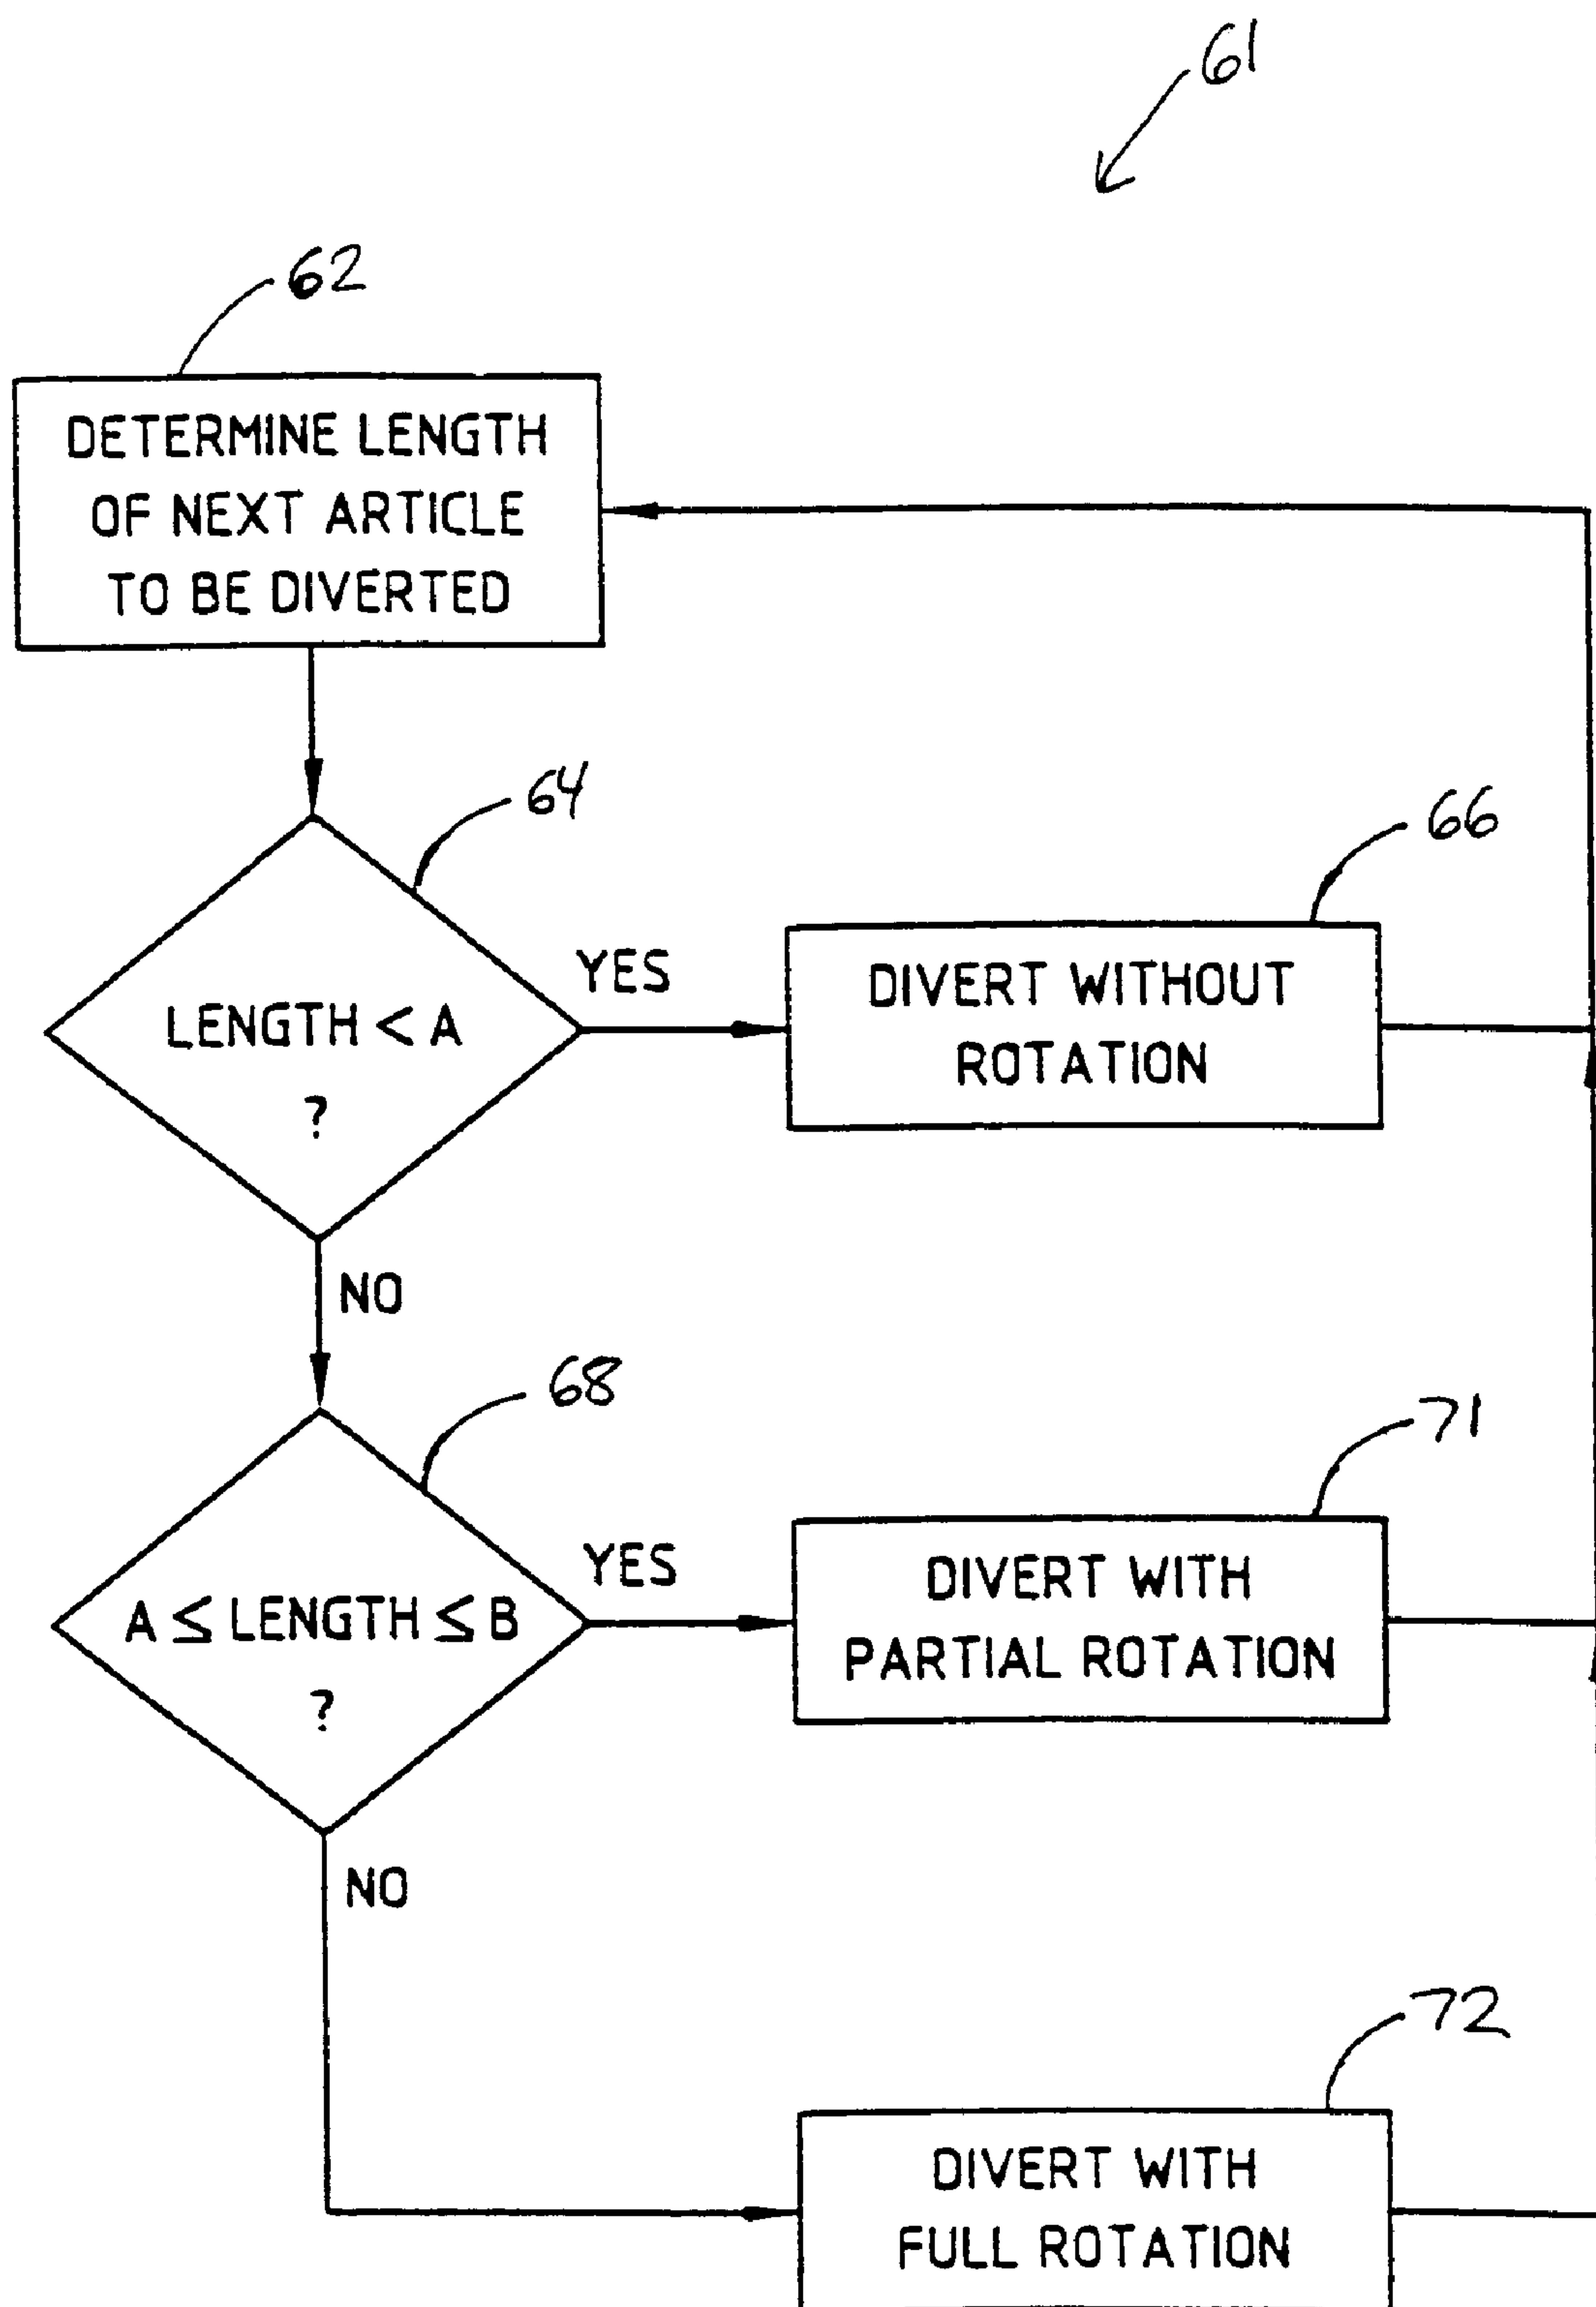 61
62
DETERMINE LENGTH
OF NEXT ARTICLE
TO BE DIVERTED
64
LENGTH < A
?
YES
66
DIVERT WITHOUT
ROTATION
NO
68
A ≤ LENGTH ≤ B
?
YES
71
DIVERT WITH
PARTIAL ROTATION
NO
72
DIVERT WITH
FULL ROTATION